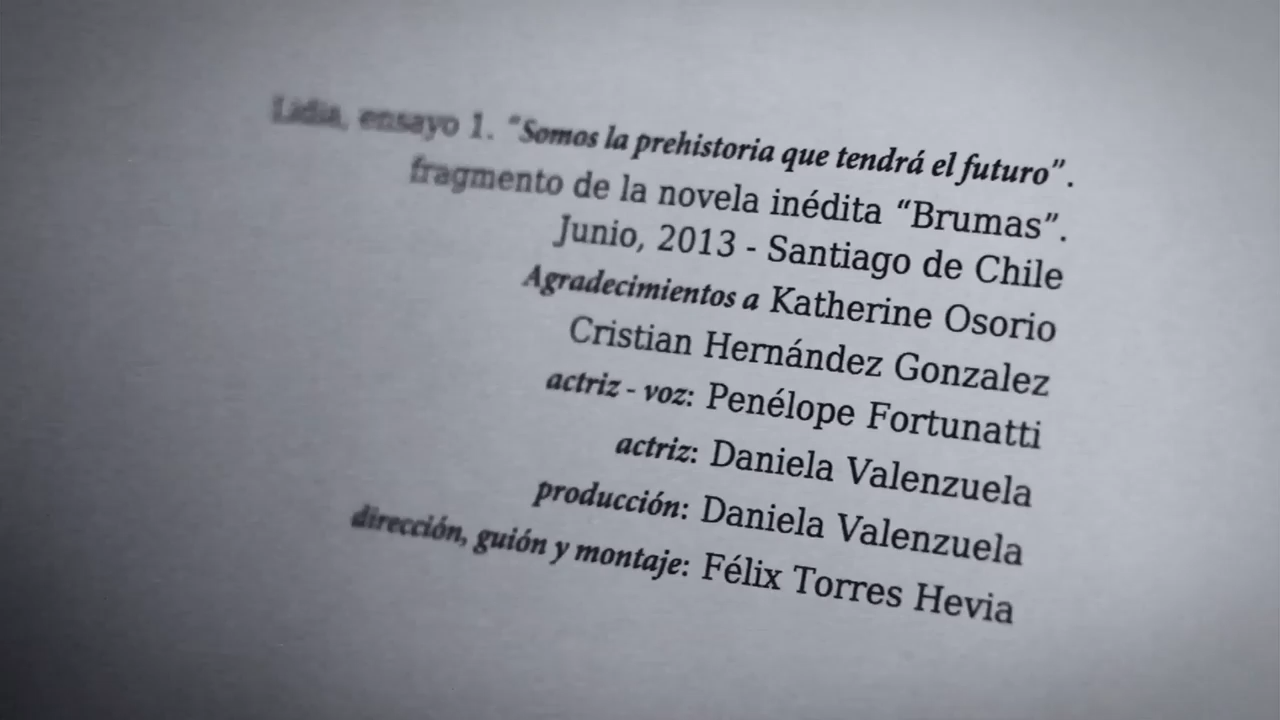 Lidia, ensayo 1. "Somos la prehistoria que tendrá el futuro".
fragmento de la novela inédita “Brumas”.
Junio, 2013 - Santiago de Chile
Agradecimientos a Katherine Osorio
Cristian Hernández Gonzalez
actriz - voz: Penélope Fortunatti
actriz: Daniela Valenzuela
producción: Daniela Valenzuela
dirección, guión y montaje: Félix Torres Hevia